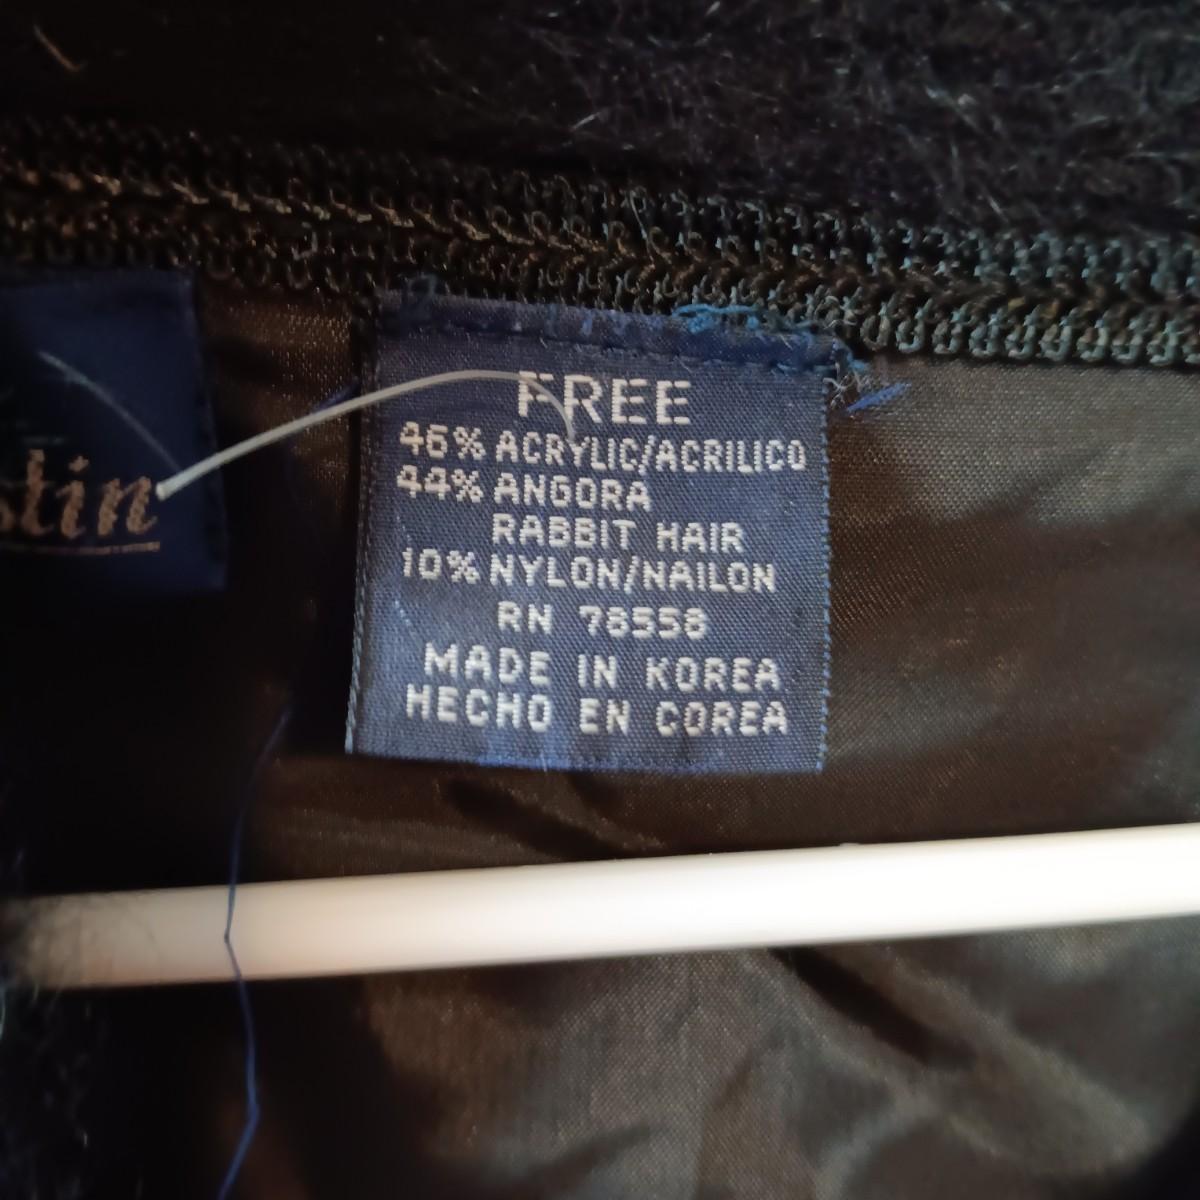 FREE
46% ACRYLIC/ACRILICO
44% ANGORA
RABBIT HAIR
10% NYLON/NAILON
RN 78558
MADE IN KOREA
HECHO EN COREA